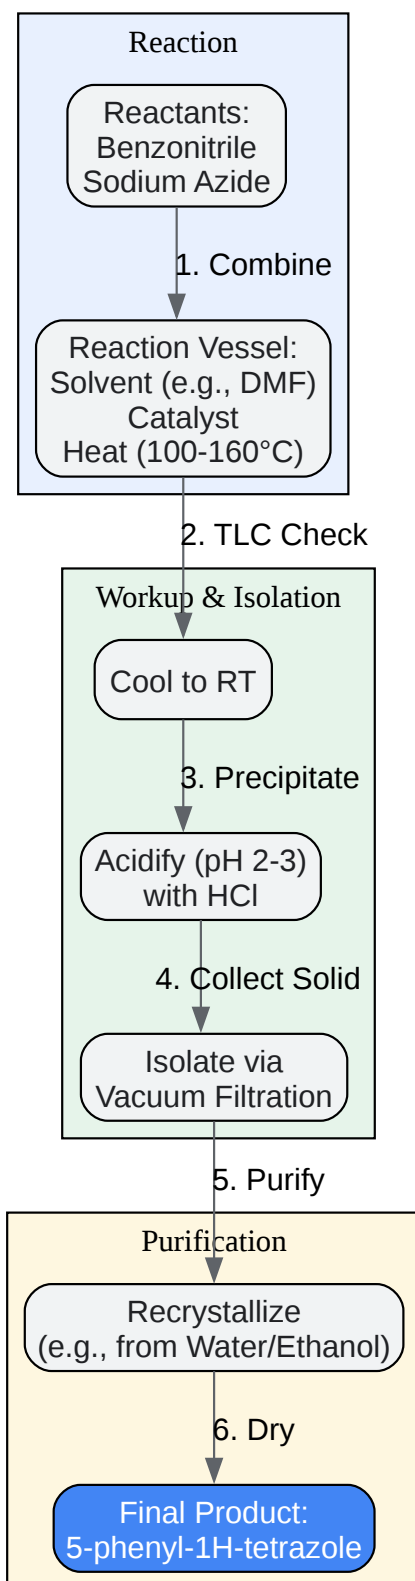 Reaction
Reactants:
Benzonitrile
Sodium Azide
1. Combine
Reaction Vessel:
Solvent (e.g., DMF)
Catalyst
Heat (100-160°C)
2. TLC Check
Workup & Isolation
Cool to RT
3. Precipitate
Acidify (pH 2-3)
with HCl
4. Collect Solid
Isolate via
Vacuum Filtration
5. Purify
Purification
Recrystallize
(e.g., from Water/Ethanol)
6. Dry
Final Product:
5-phenyl-1H-tetrazole